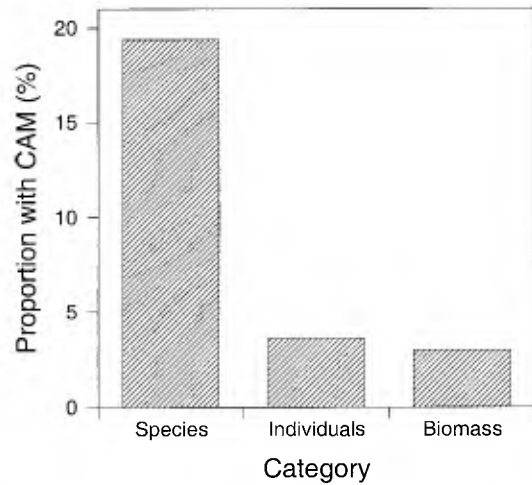 Proportion with CAM (%)
20
15
10
5
0
Species Individuals Biomass
Category